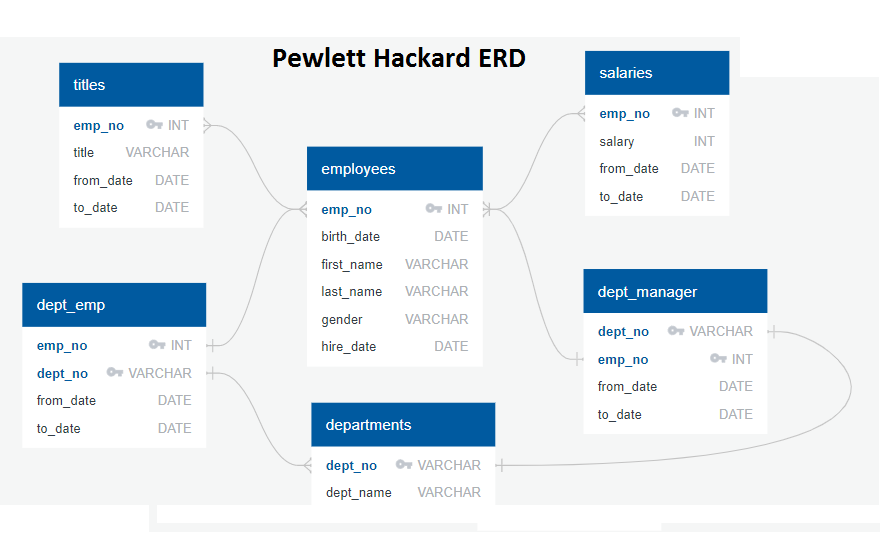 Pewlett Hackard ERD
titles
emp_no INT
title VARCHAR
from_date DATE
to_date DATE
salaries
emp_no INT
salary INT
from_date DATE
to_date DATE
employees
emp_no INT
birth_date DATE
first_name VARCHAR
last_name VARCHAR
gender VARCHAR
hire_date DATE
dept_emp
emp_no INT
dept_no VARCHAR
from_date DATE
to_date DATE
dept_manager
dept_no VARCHAR
emp_no INT
from_date DATE
to_date DATE
departments
dept_no VARCHAR
dept_name VARCHAR